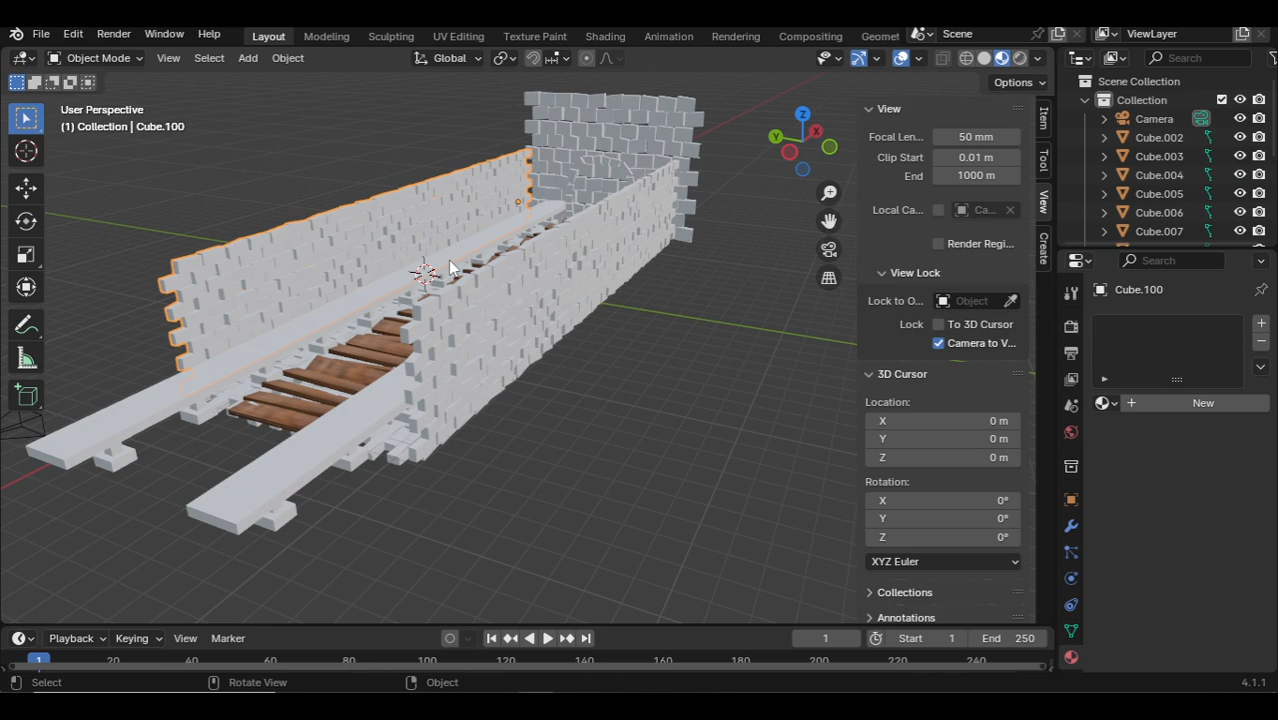 File Edit Render Window Help Layout Modeling Sculpting UV Editing Texture Paint Shading Animation Rendering Compositing Geomet Scene ViewLayer
Object Mode View Select Add Object Global Search
Options
User Perspective
(1) Collection | Cube.100
Z
Y
X
View
Focal Len... 50 mm
Clip Start 0.01 m
End 1000 m
Local Ca... Ca...
Render Regi...
View Lock
Lock to O... Object
Lock To 3D Cursor
Camera to V...
3D Cursor
Location:
X 0 m
Y 0 m
Z 0 m
Rotation:
X 0°
Y 0°
Z 0°
XYZ Euler
Collections
Annotations
Item
Tool
View
Create
Scene Collection
Collection
Camera
Cube.002
Cube.003
Cube.004
Cube.005
Cube.006
Cube.007
Search
Cube.100
New
Playback Keying View Marker 1 Start 1 End 250
1 20 40 60 80 100 120 140 160 180 200 220 240
Select Rotate View Object 4.1.1